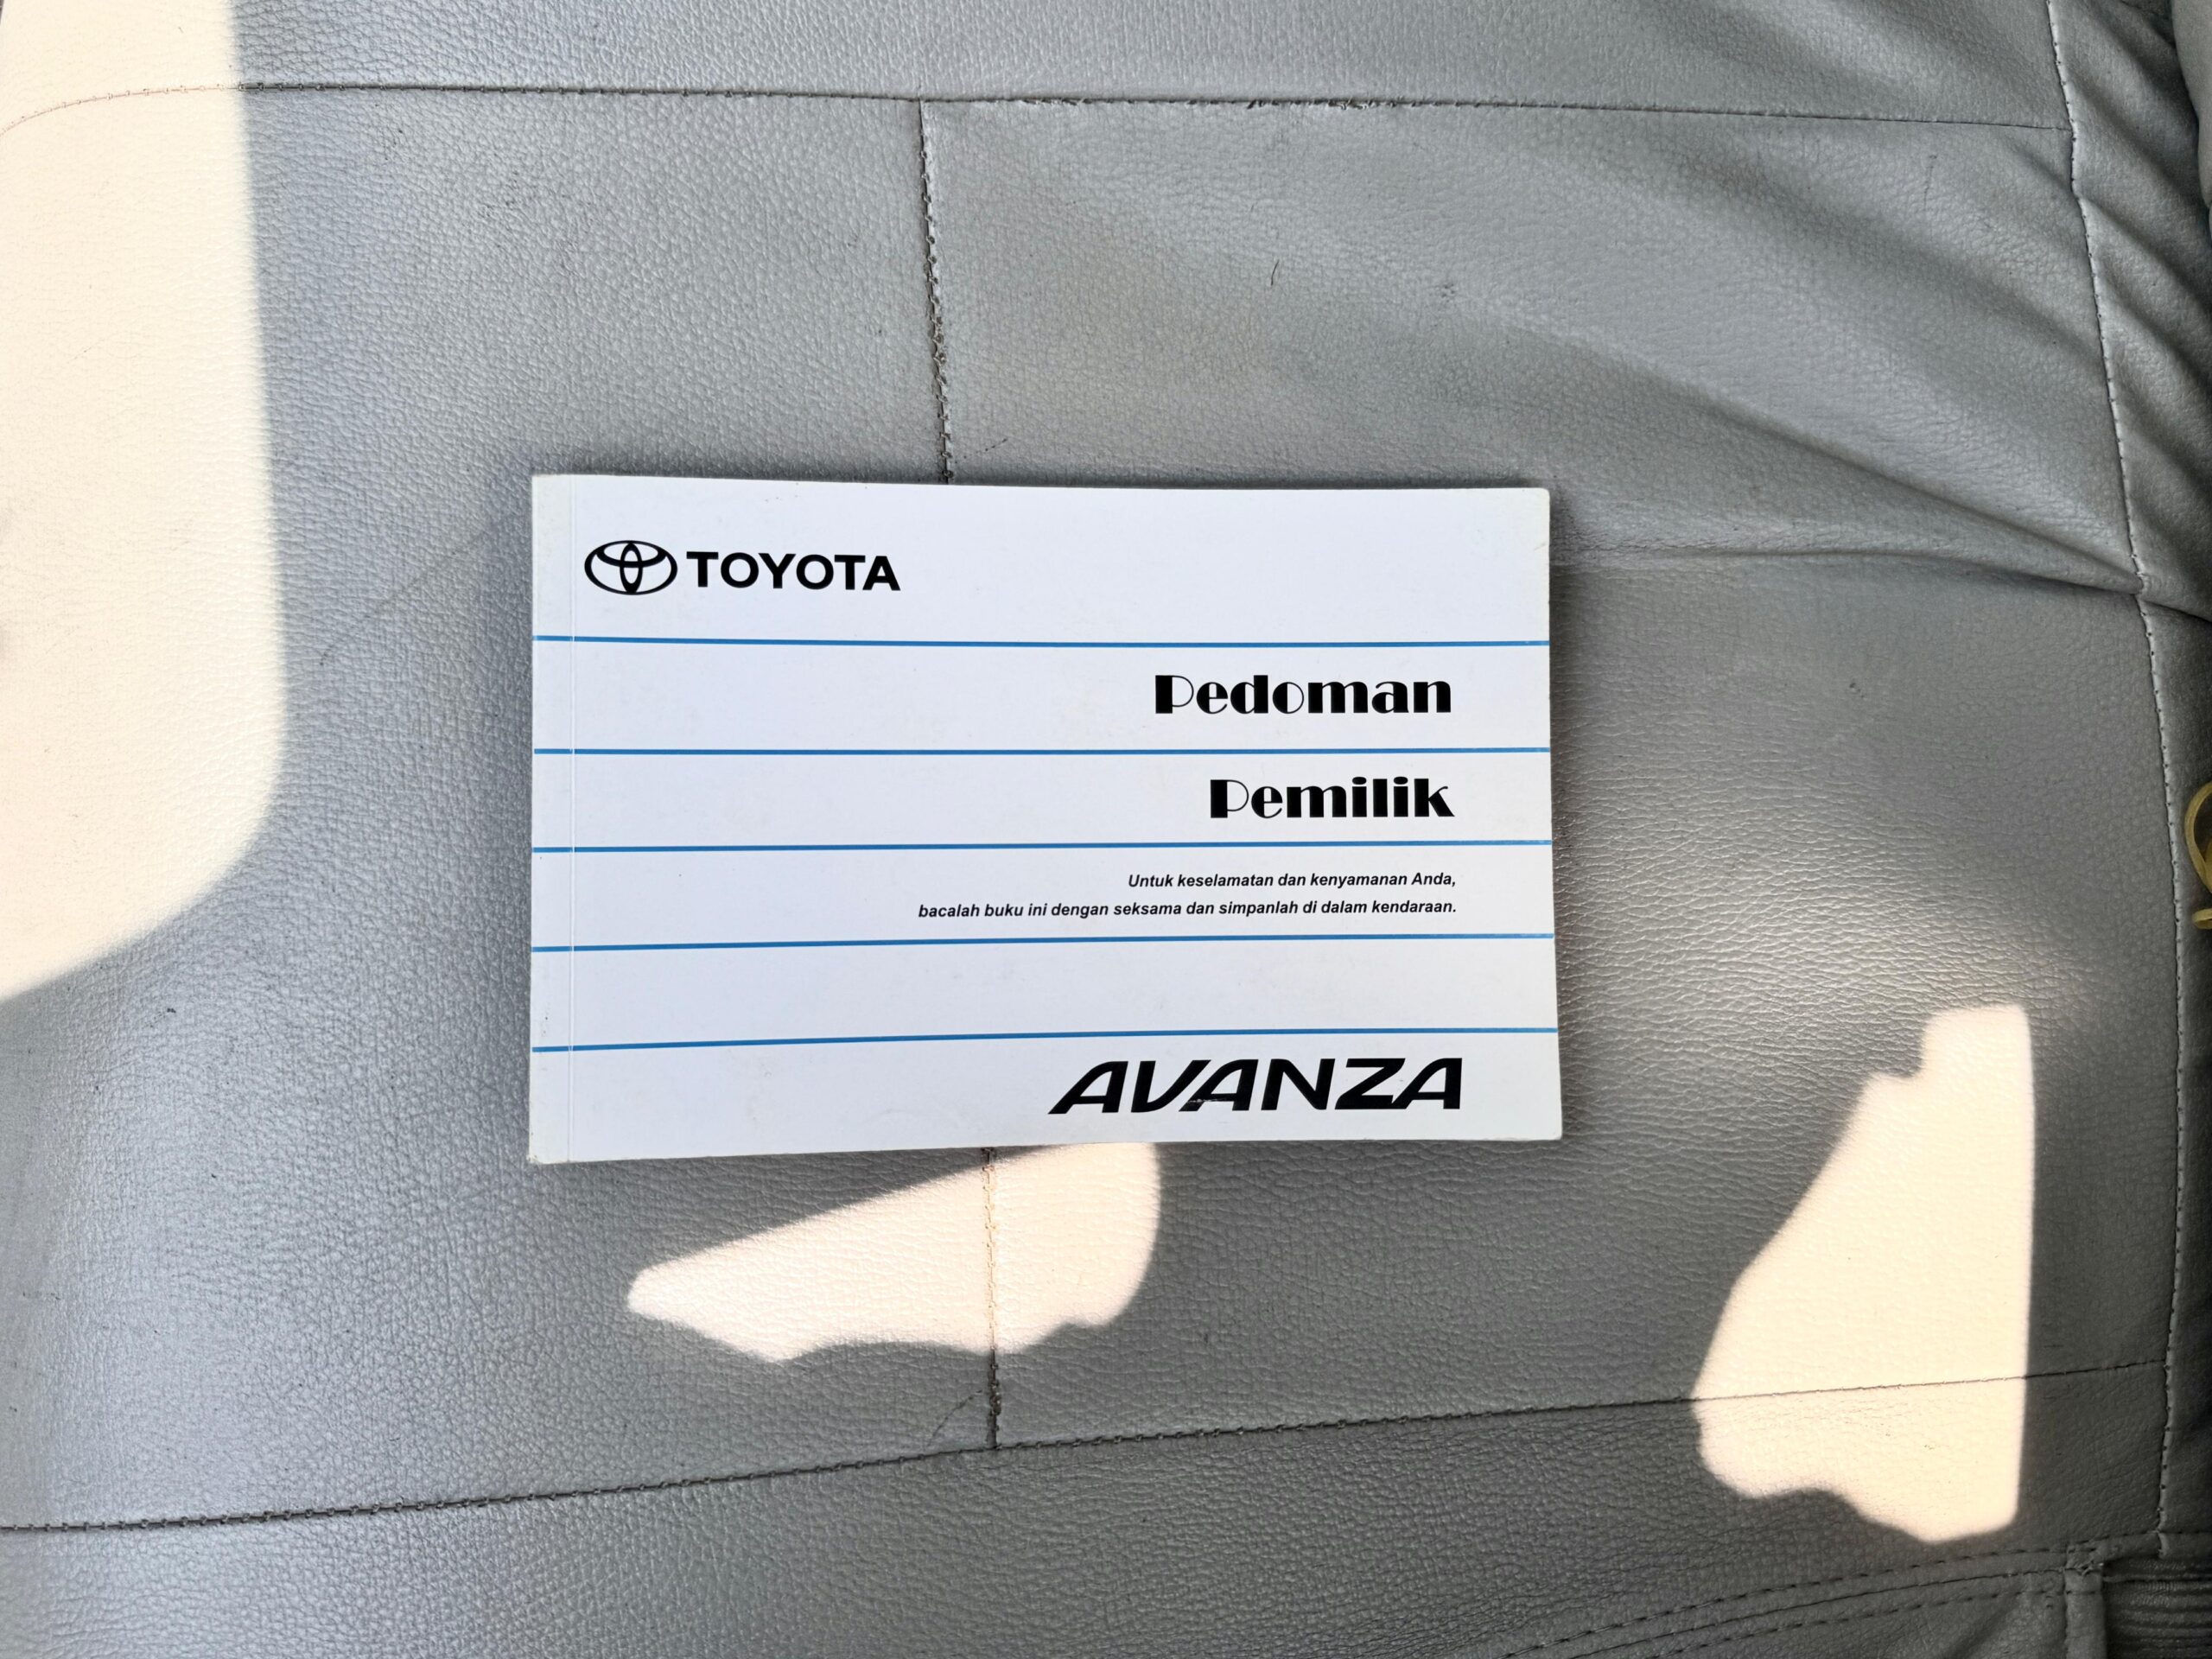 TOYOTA
Pedoman
Pemilik
Untuk keselamatan dan kenyamanan Anda,
bacalah buku ini dengan seksama dan simpanlah di dalam kendaraan.
AVANZA